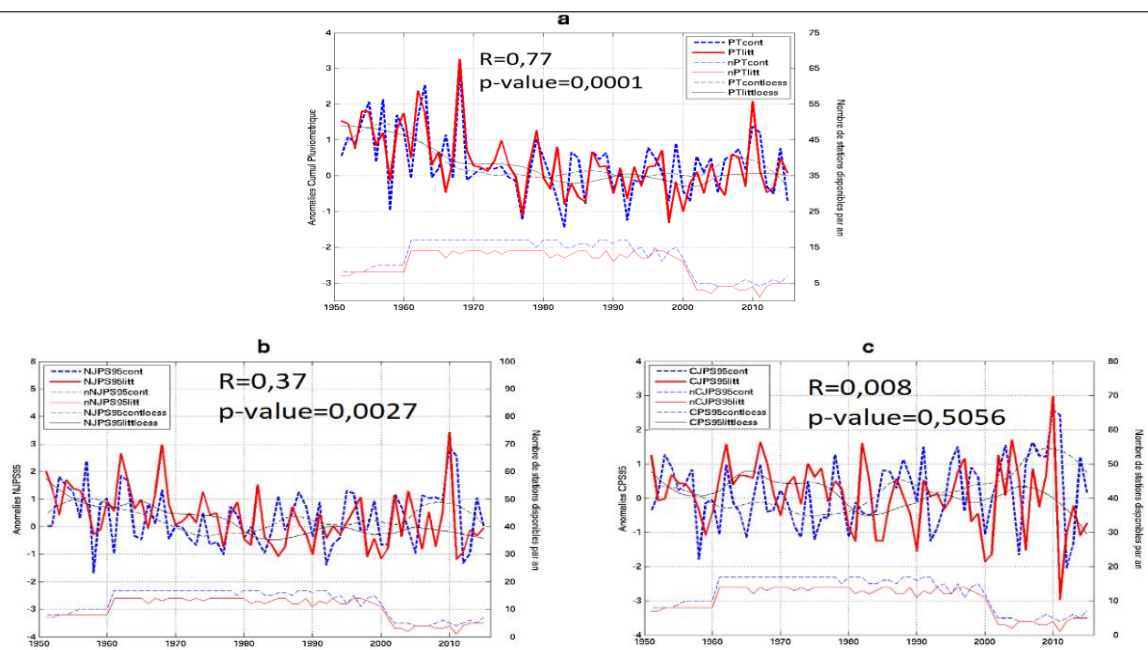 a
Anomalies Cumul Pluviometrique
4
3
2
1
0
-1
-2
-3
R=0,77
p-value=0,0001
PTcont
PTlitt
nPTcont
nPTlitt
PTcontloess
PTlittloess
75
65
55
45
35
25
15
5
Nombre de stations disponibles par an
1950 1960 1970 1980 1990 2000 2010
b
Anomalies NJPS95
6
5
4
3
2
1
0
-1
-2
-3
-4
NJPS95cont
NJPS95litt
nNJPS95cont
nNJPS95litt
NJPS95contloess
NJPS95littloess
R=0,37
p-value=0,0027
100
90
80
70
60
50
40
30
20
10
0
Nombre de stations disponibles par an
1950 1960 1970 1980 1990 2000 2010
c
Anomalies CPS95
4
3
2
1
0
-1
-2
-3
-4
CJPS95cont
CJPS95litt
nCJPS95cont
nCJPS95litt
CPS95contloess
CPS95littloess
R=0,008
p-value=0,5056
80
70
60
50
40
30
20
10
0
Nombre de stations disponibles par an
1950 1960 1970 1980 1990 2000 2010